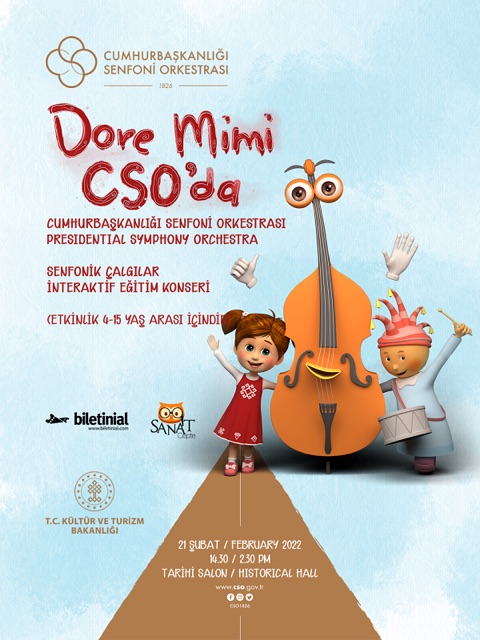 CUMHURBAŞKANLIĞI
SENFONİ ORKESTRASI
1826
Dore Mimi
CSO'da
CUMHURBAŞKANLIĞI SENFONİ ORKESTRASI
PRESIDENTIAL SYMPHONY ORCHESTRA
SENFONİK ÇALGILAR
İNTERAKTİF EĞİTİM KONSERİ
(ETKİNLİK 4-15 YAŞ ARASI İÇİNDİR
biletinial
www.biletinial.com
SANAT
Cepte
T.C. KÜLTÜR VE TURİZM
BAKANLIĞI
21 ŞUBAT / FEBRUARY 2022
14.30 / 2.30 PM
TARİHİ SALON / HISTORICAL HALL
www.cso.gov.tr
CSO1826